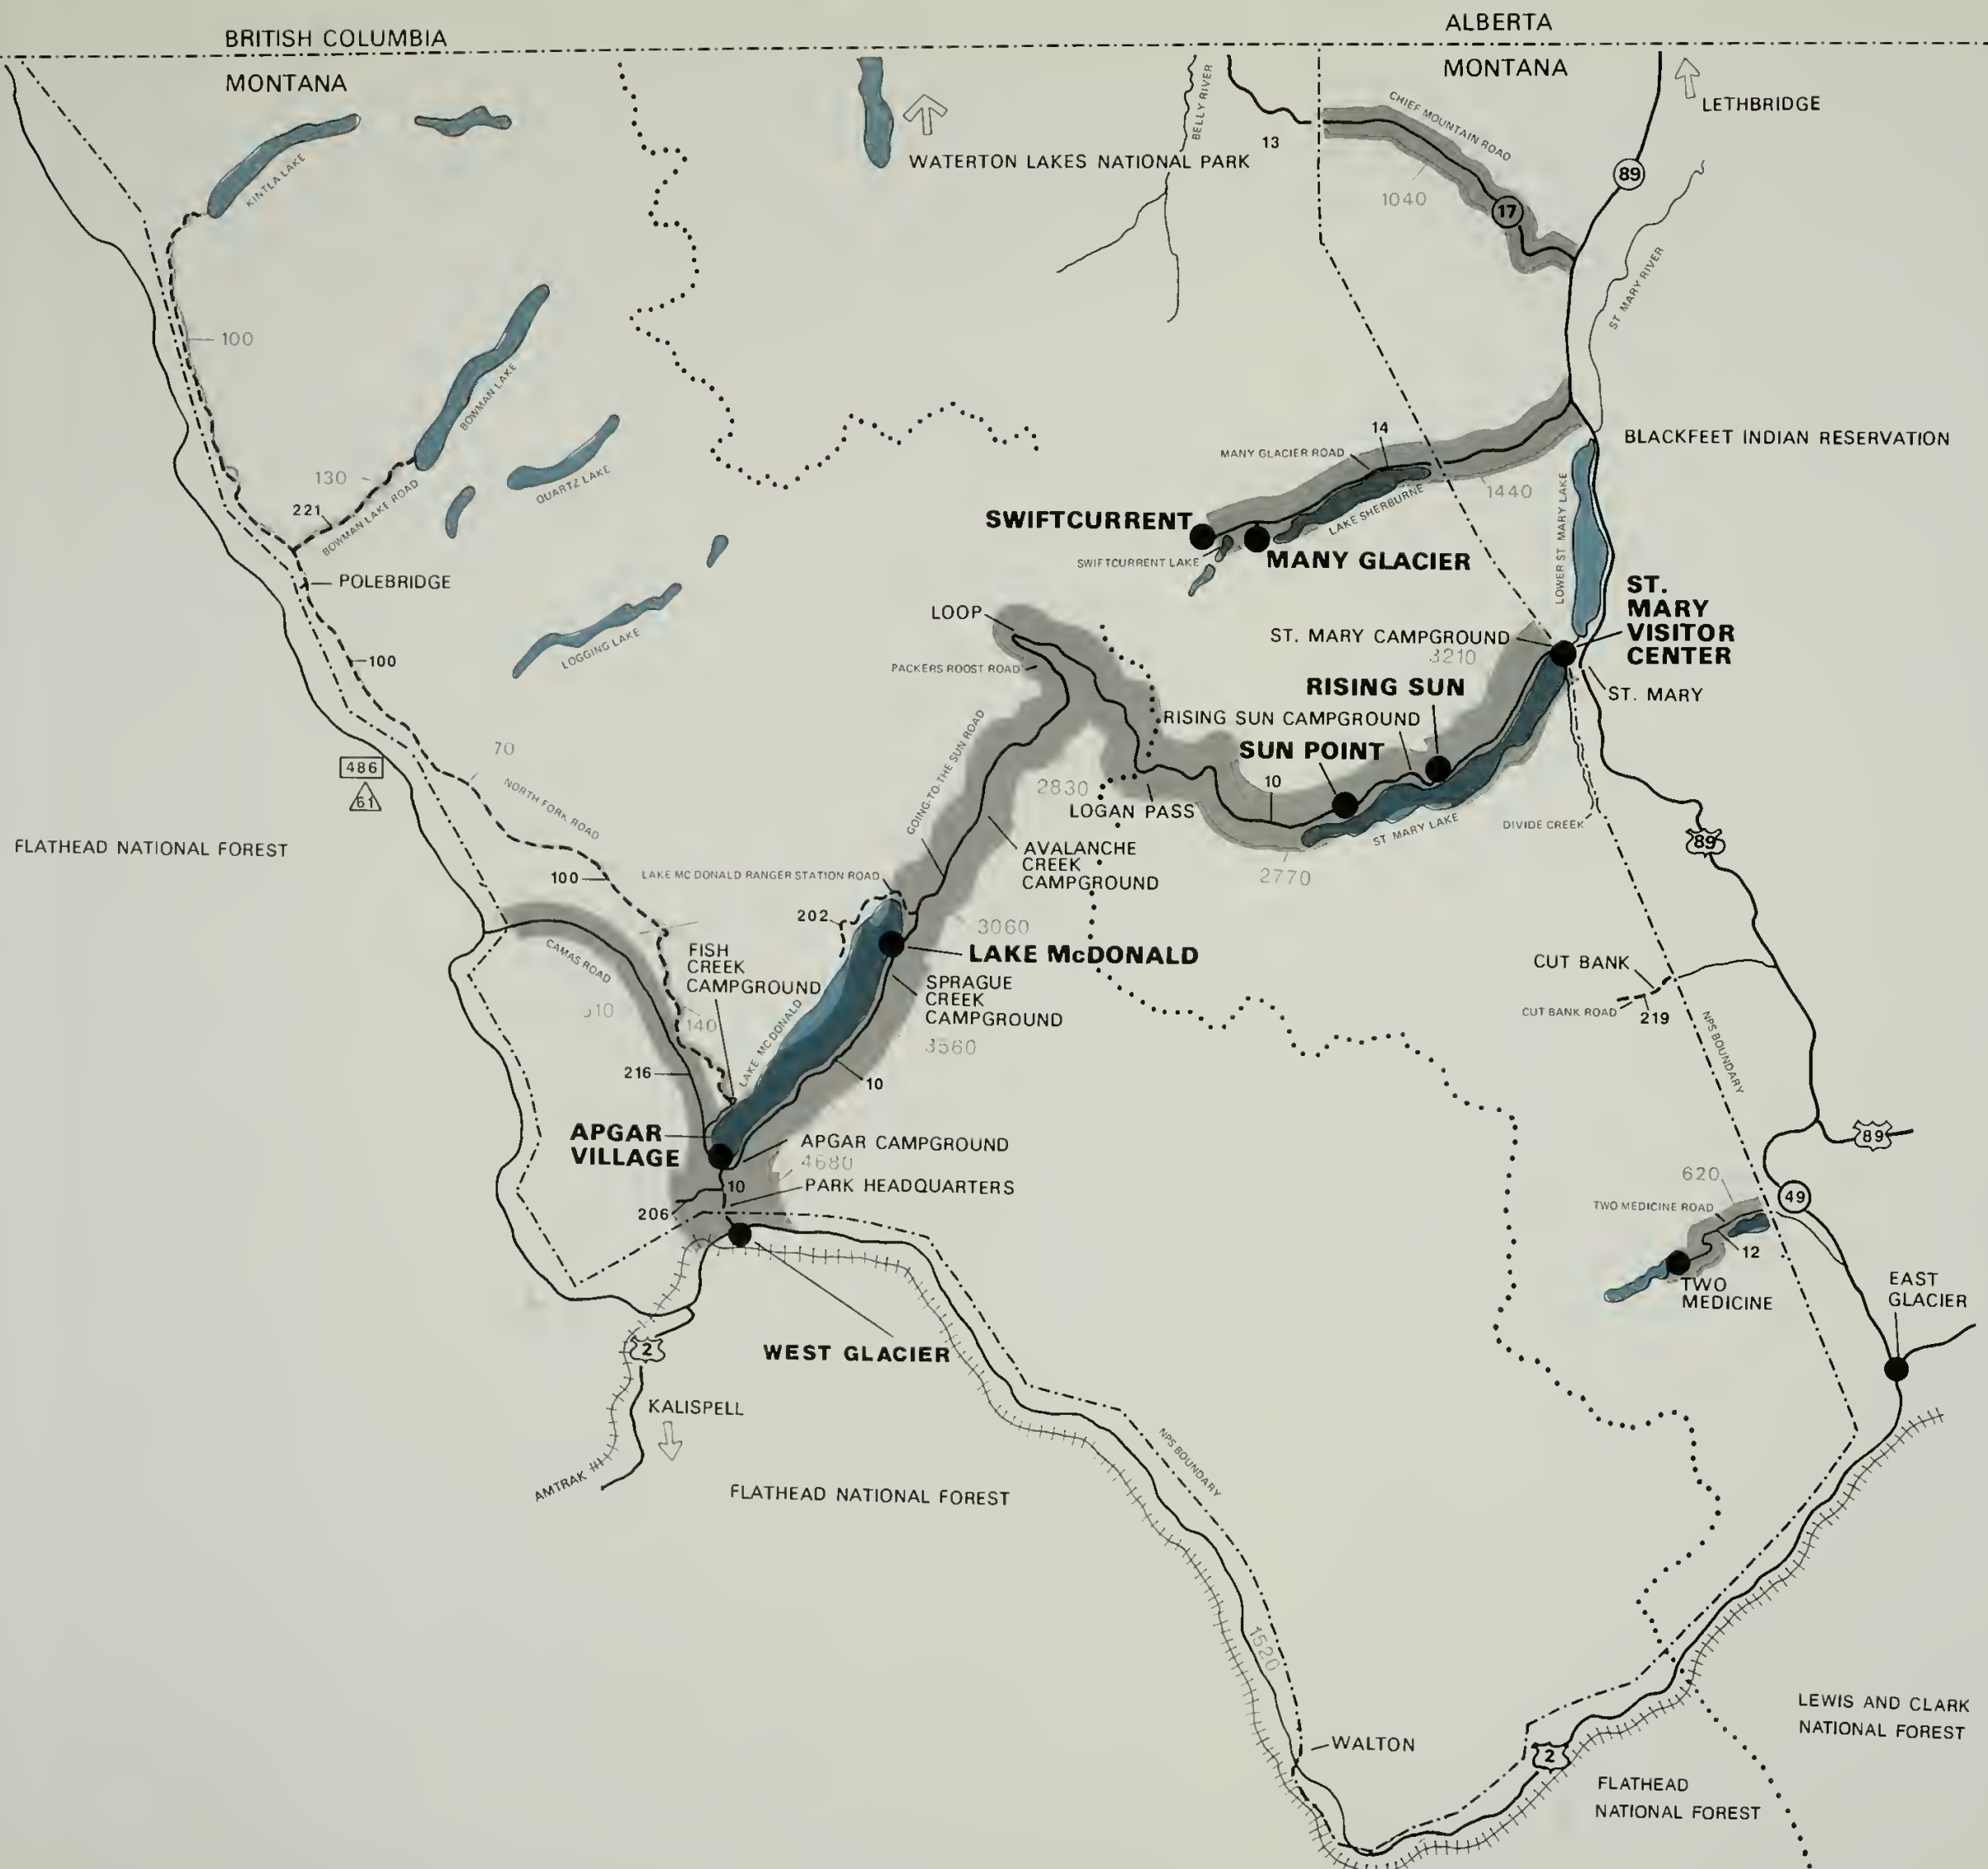 BRITISH COLUMBIA
MONTANA
ALBERTA
MONTANA
LETHBRIDGE
KINTLA LAKE
WATERTON LAKES NATIONAL PARK
BELLY RIVER
13
CHIEF MOUNTAIN ROAD
1040
17
89
ST MARY RIVER
100
BOWMAN LAKE
130
221
BOWMAN LAKE ROAD
QUARTZ LAKE
POLEBRIDGE
LOGGING LAKE
100
BLACKFEET INDIAN RESERVATION
14
MANY GLACIER ROAD
1440
LAKE SHERBURNE
LOWER ST MARY LAKE
SWIFTCURRENT
SWIFTCURRENT LAKE
MANY GLACIER
ST.
MARY
VISITOR
CENTER
LOOP
PACKERS ROOST ROAD
ST. MARY CAMPGROUND
3210
ST. MARY
RISING SUN
RISING SUN CAMPGROUND
SUN POINT
10
2830
LOGAN PASS
ST MARY LAKE
2770
DIVIDE CREEK
89
GOING-TO-THE SUN ROAD
AVALANCHE
CREEK
CAMPGROUND
486
61
70
NORTH FORK ROAD
FLATHEAD NATIONAL FOREST
100
LAKE MC DONALD RANGER STATION ROAD
202
3060
LAKE McDONALD
CAMAS ROAD
FISH
CREEK
CAMPGROUND
SPRAGUE
CREEK
CAMPGROUND
3560
140
LAKE MC DONALD
216
10
CUT BANK
CUT BANK ROAD
219
NPS BOUNDARY
APGAR
VILLAGE
APGAR CAMPGROUND
4680
10
PARK HEADQUARTERS
206
89
620
49
TWO MEDICINE ROAD
12
TWO
MEDICINE
EAST
GLACIER
2
WEST GLACIER
KALISPELL
AMTRAK
FLATHEAD NATIONAL FOREST
NPS BOUNDARY
1520
WALTON
2
LEWIS AND CLARK
NATIONAL FOREST
FLATHEAD
NATIONAL FOREST